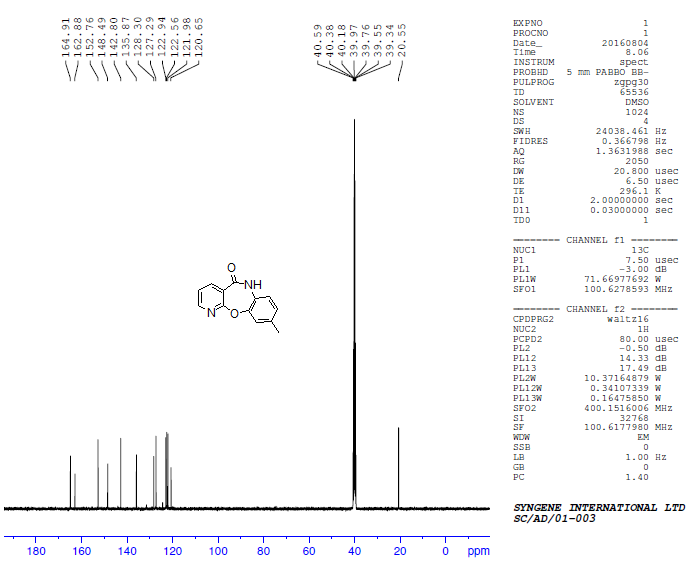 164.91
162.88
152.76
148.49
142.80
135.87
128.30
127.29
122.94
122.56
121.98
120.65
40.59
40.38
40.18
39.97
39.76
39.55
39.34
20.55
EXPNO 1
PROCNO 1
Date_ 20160804
Time 8.06
INSTRUM spect
PROBHD 5 mm PABBO BB-
PULPROG zgpg30
TD 65536
SOLVENT DMSO
NS 1024
DS 4
SWH 24038.461 Hz
FIDRES 0.366798 Hz
AQ 1.3631988 sec
RG 2050
DW 20.800 usec
DE 6.50 usec
TE 296.1 K
D1 2.00000000 sec
D11 0.03000000 sec
TD0 1
======== CHANNEL f1 ========
NUC1 13C
P1 7.50 usec
PL1 -3.00 dB
PL1W 71.66977692 W
SFO1 100.6278593 MHz
======== CHANNEL f2 ========
CPDPRG2 waltz16
NUC2 1H
PCPD2 80.00 usec
PL2 -0.50 dB
PL12 14.33 dB
PL13 17.49 dB
PL2W 10.37164879 W
PL12W 0.34107339 W
PL13W 0.16475850 W
SFO2 400.1516006 MHz
SI 32768
SF 100.6177980 MHz
WDW EM
SSB 0
LB 1.00 Hz
GB 0
PC 1.40
SYNGENE INTERNATIONAL LTD
SC/AD/01-003
O
NH
N O
180 160 140 120 100 80 60 40 20 0 ppm